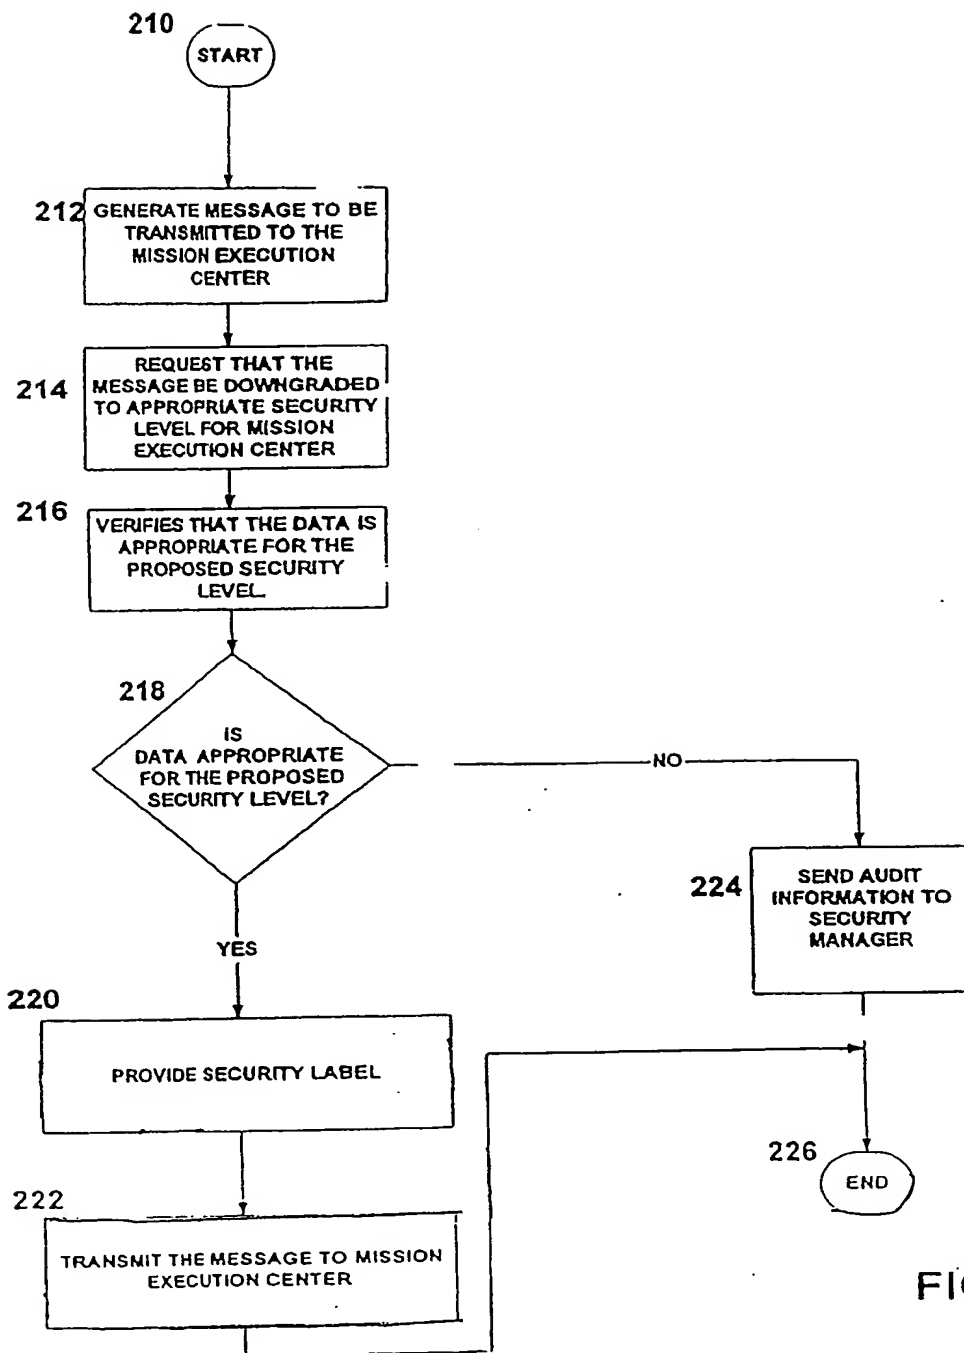 210
START
212
GENERATE MESSAGE TO BE
TRANSMITTED TO THE
MISSION EXECUTION
CENTER
214
REQUEST THAT THE
MESSAGE BE DOWNGRADED
TO APPROPRIATE SECURITY
LEVEL FOR MISSION
EXECUTION CENTER
216
VERIFIES THAT THE DATA IS
APPROPRIATE FOR THE
PROPOSED SECURITY
LEVEL.
218
IS
DATA APPROPRIATE
FOR THE PROPOSED
SECURITY LEVEL?
NO
YES
224
SEND AUDIT
INFORMATION TO
SECURITY
MANAGER
220
PROVIDE SECURITY LABEL
222
TRANSMIT THE MESSAGE TO MISSION
EXECUTION CENTER
226
END